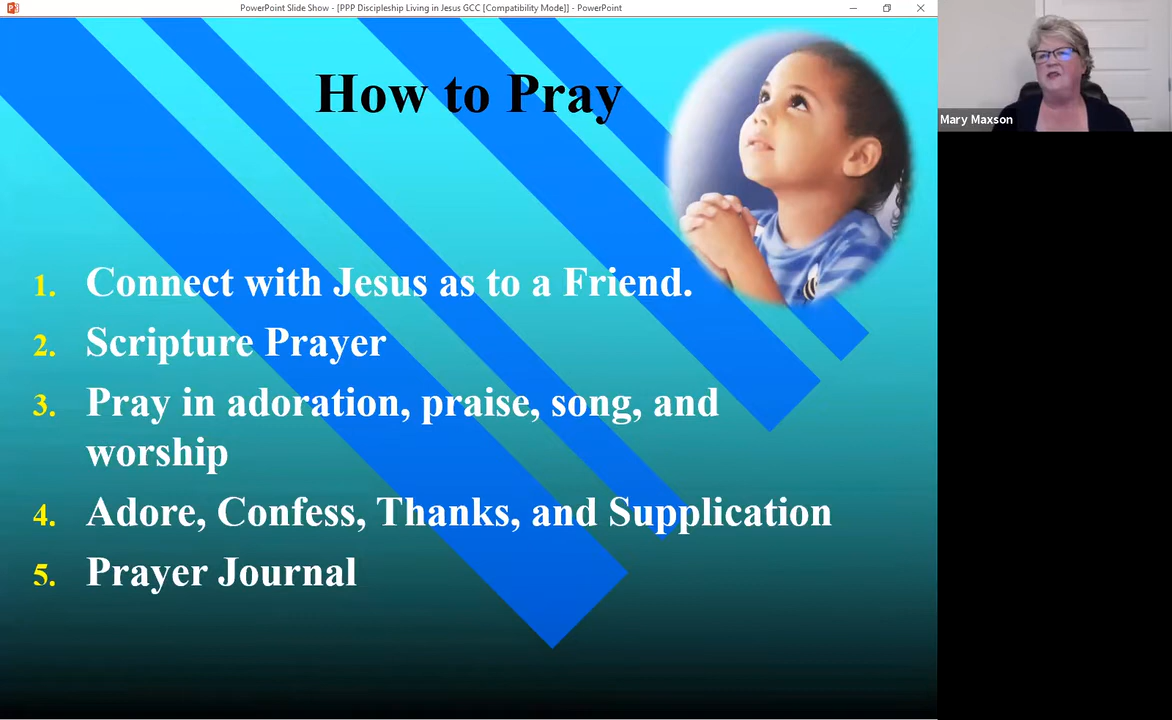 PowerPoint Slide Show - [PPP Discipleship Living in Jesus GCC [Compatibility Mode]] - PowerPoint
How to Pray
Mary Maxson
1. Connect with Jesus as to a Friend.
2. Scripture Prayer
3. Pray in adoration, praise, song, and
worship
4. Adore, Confess, Thanks, and Supplication
5. Prayer Journal